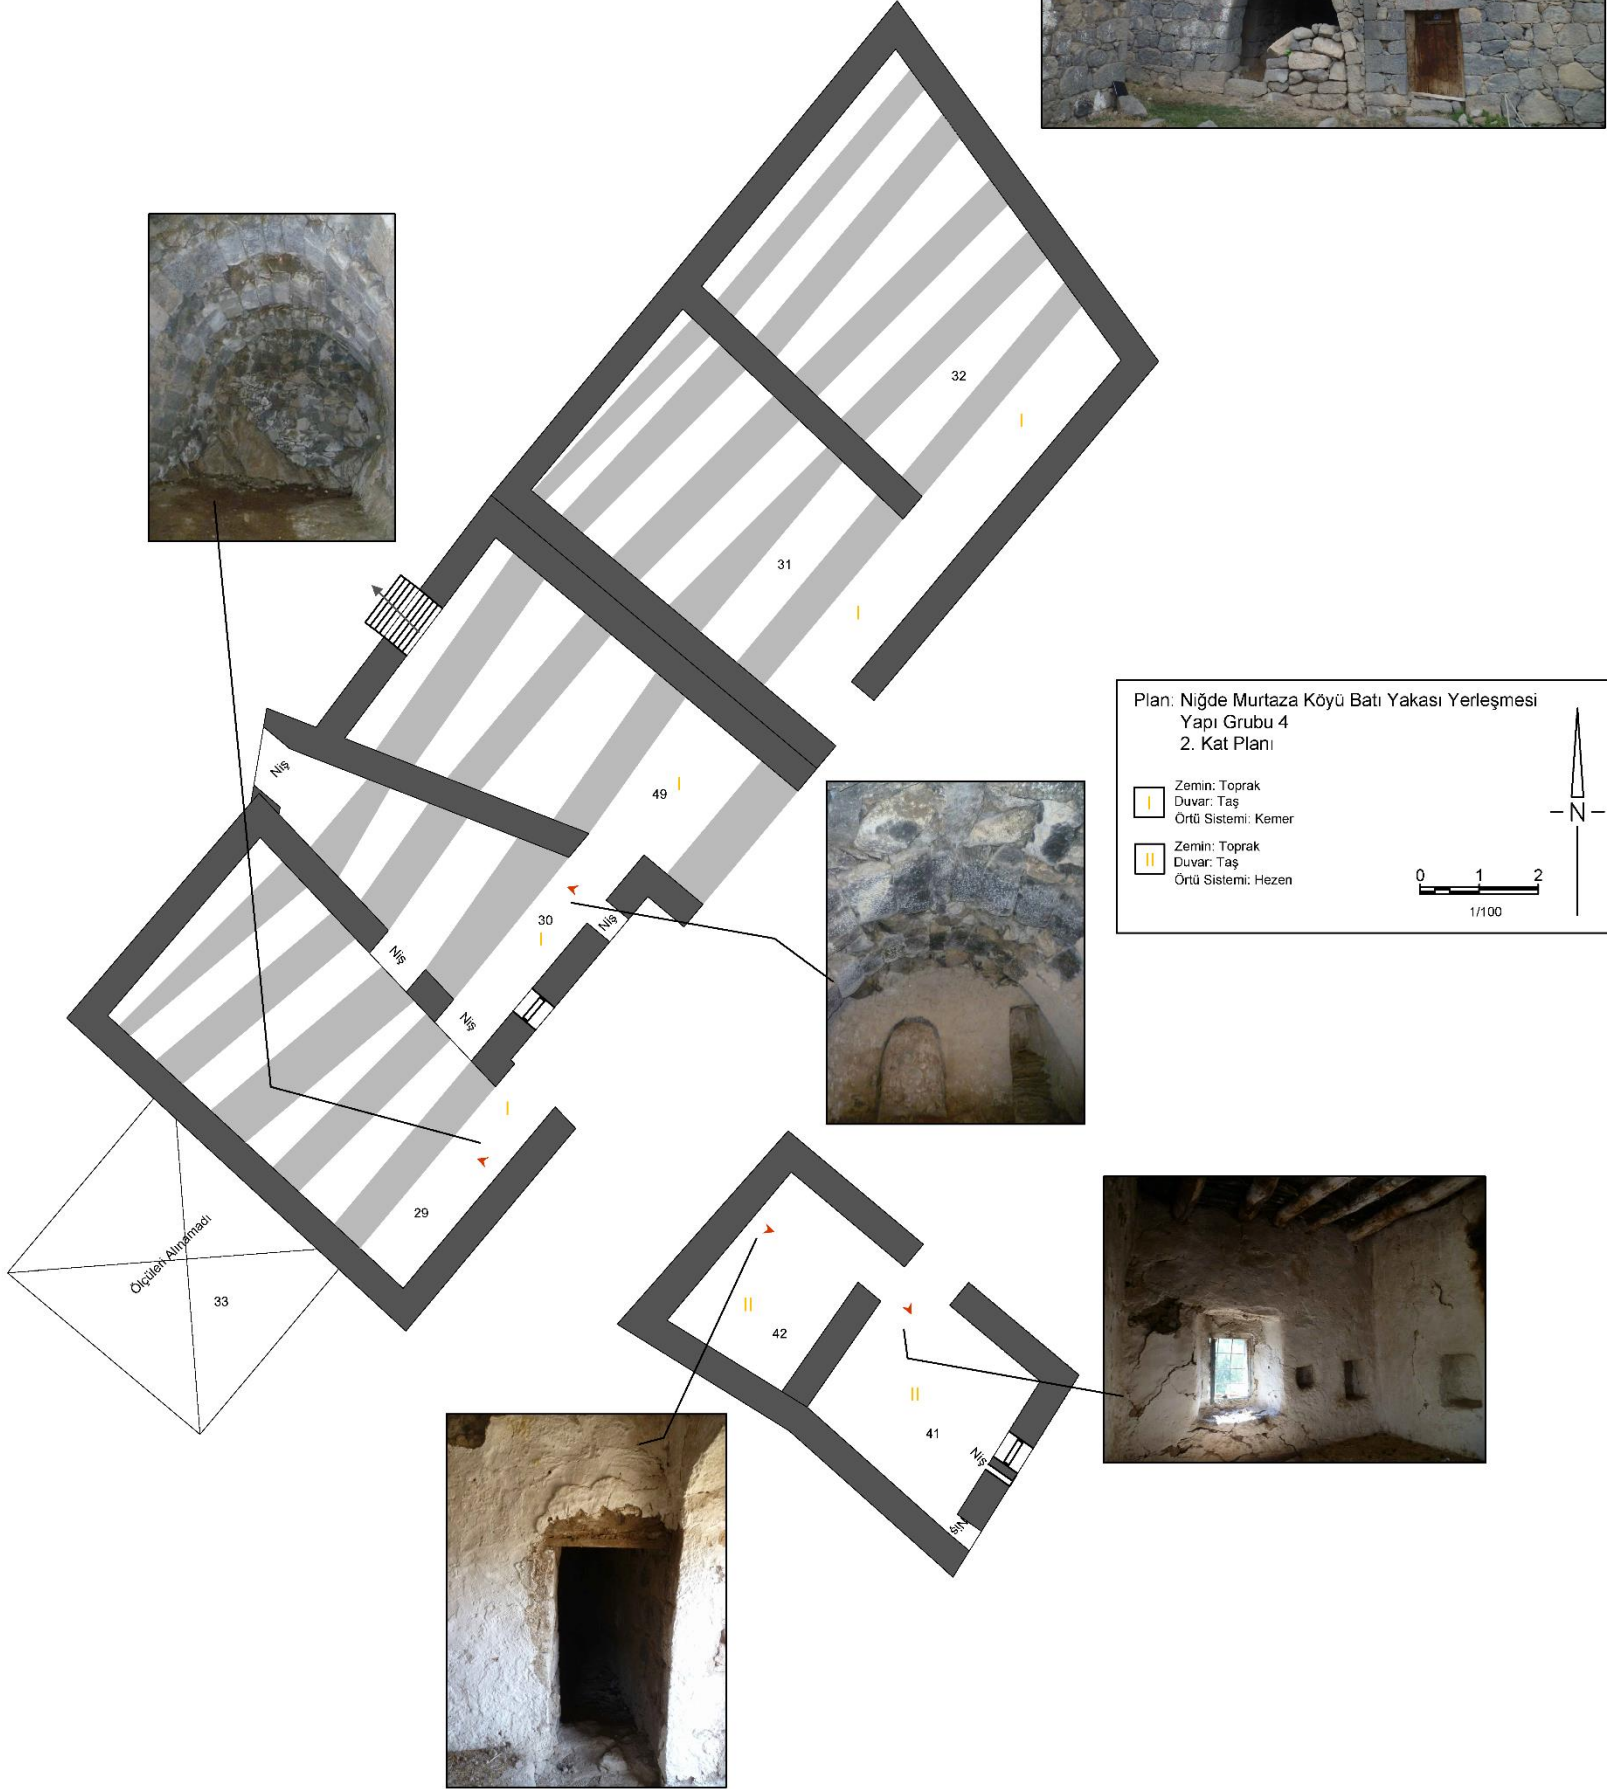 32
I
31
I
Plan: Niğde Murtaza Köyü Batı Yakası Yerleşmesi
Yapı Grubu 4
2. Kat Planı
I
Zemin: Toprak
Duvar: Taş
Örtü Sistemi: Kemer
II
Zemin: Toprak
Duvar: Taş
Örtü Sistemi: Hezen
N
0 1 2
1/100
Niş
49
I
30
I
Niş
Niş
Niş
I
29
Ölçüleri Alınamadı
33
II
42
II
41
Niş
Niş